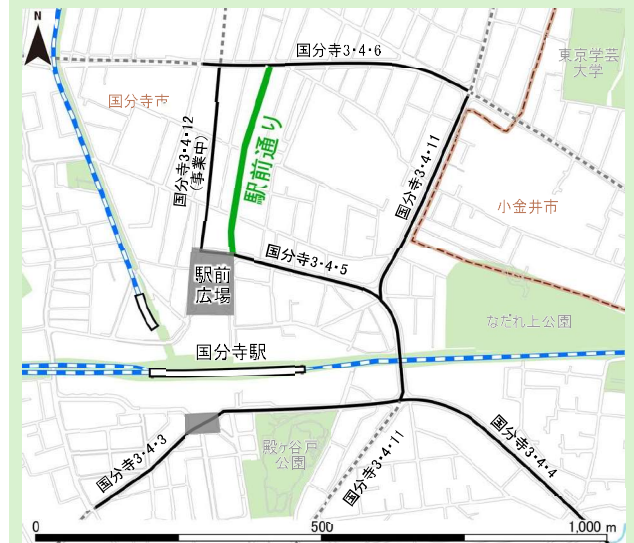 N
国分寺3・4・6
東京学芸
大学
国分寺市
国分寺3・4・12
(事業中)
駅前通り
国分寺3・4・11
小金井市
国分寺3・4・5
駅前
広場
なだれ上公園
国分寺駅
国分寺3・4・3
殿ヶ谷戸
公園
国分寺3・4・11
国分寺3・4・4
0
500
1,000 m